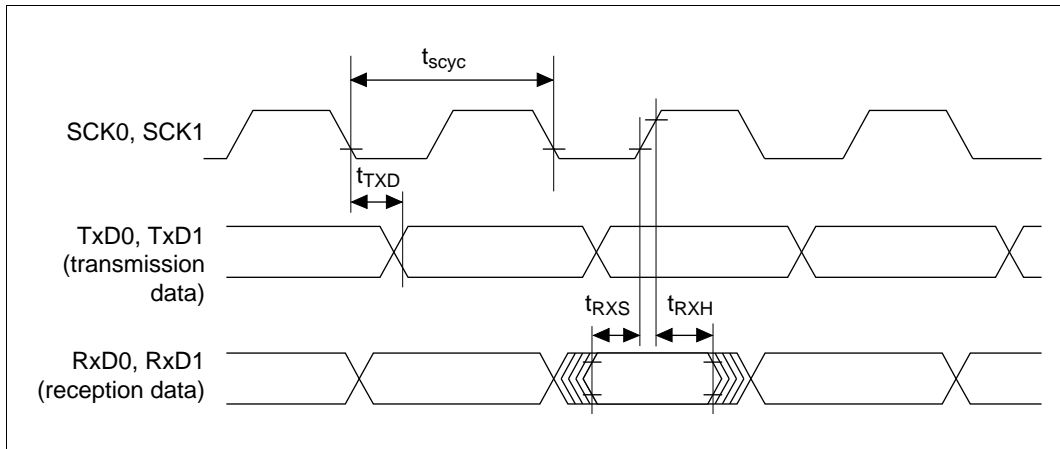 tscyc
SCK0, SCK1
tTXD
TxD0, TxD1
(transmission
data)
tRXS
tRXH
RxD0, RxD1
(reception data)